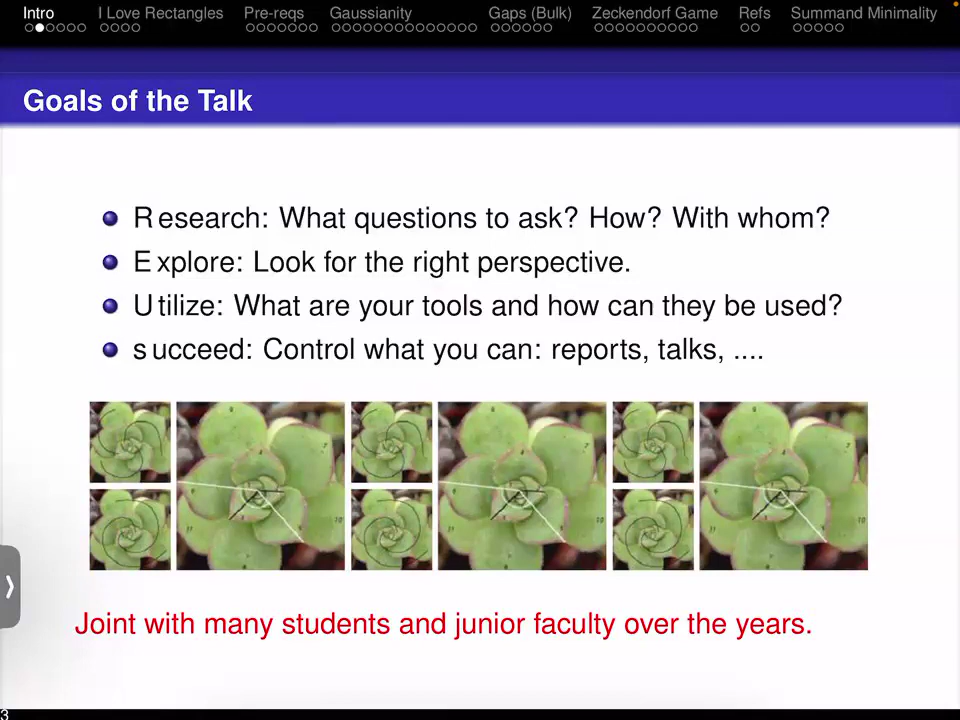 Intro I Love Rectangles Pre-reqs Gaussianity Gaps (Bulk) Zeckendorf Game Refs Summand Minimality
Goals of the Talk
R esearch: What questions to ask? How? With whom?
E xplore: Look for the right perspective.
U tilize: What are your tools and how can they be used?
s ucceed: Control what you can: reports, talks, ....
Joint with many students and junior faculty over the years.
3